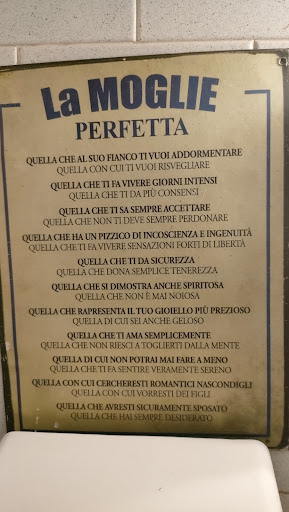 La MOGLIE
PERFETTA
QUELLA CHE AL SUO FIANCO TI VUOI ADDORMENTARE
QUELLA CON CUI TI VUOI RISVEGLIARE
QUELLA CHE TI FA VIVERE GIORNI INTENSI
QUELLA CHE TI DA PIÙ CONSENSI
QUELLA CHE TI SA SEMPRE ACCETTARE
QUELLA CHE NON TI DEVE SEMPRE PERDONARE
QUELLA CHE HA UN PIZZICO DI INCOSCIENZA E INGENUITÀ
QUELLA CHE TI FA VIVERE SENSAZIONI FORTI DI LIBERTÀ
QUELLA CHE TI DA SICUREZZA
QUELLA CHE DONA SEMPLICE TENEREZZA
QUELLA CHE SI DIMOSTRA ANCHE SPIRITOSA
QUELLA CHE NON È MAI NOIOSA
QUELLA CHE RAPRESENTA IL TUO GIOIELLO PIÙ PREZIOSO
QUELLA DI CUI SEI ANCHE GELOSO
QUELLA CHE TI AMA SEMPLICEMENTE
QUELLA CHE NON RIESCI A TOGLIERTI DALLA MENTE
QUELLA DI CUI NON POTRAI MAI FARE A MENO
QUELLA CHE TI FA SENTIRE VERAMENTE SERENO
QUELLA CON CUI CERCHERESTI ROMANTICI NASCONDIGLI
QUELLA CON CUI VORRESTI DEI FIGLI
QUELLA CHE AVRESTI SICURAMENTE SPOSATO
QUELLA CHE HAI SEMPRE DESIDERATO